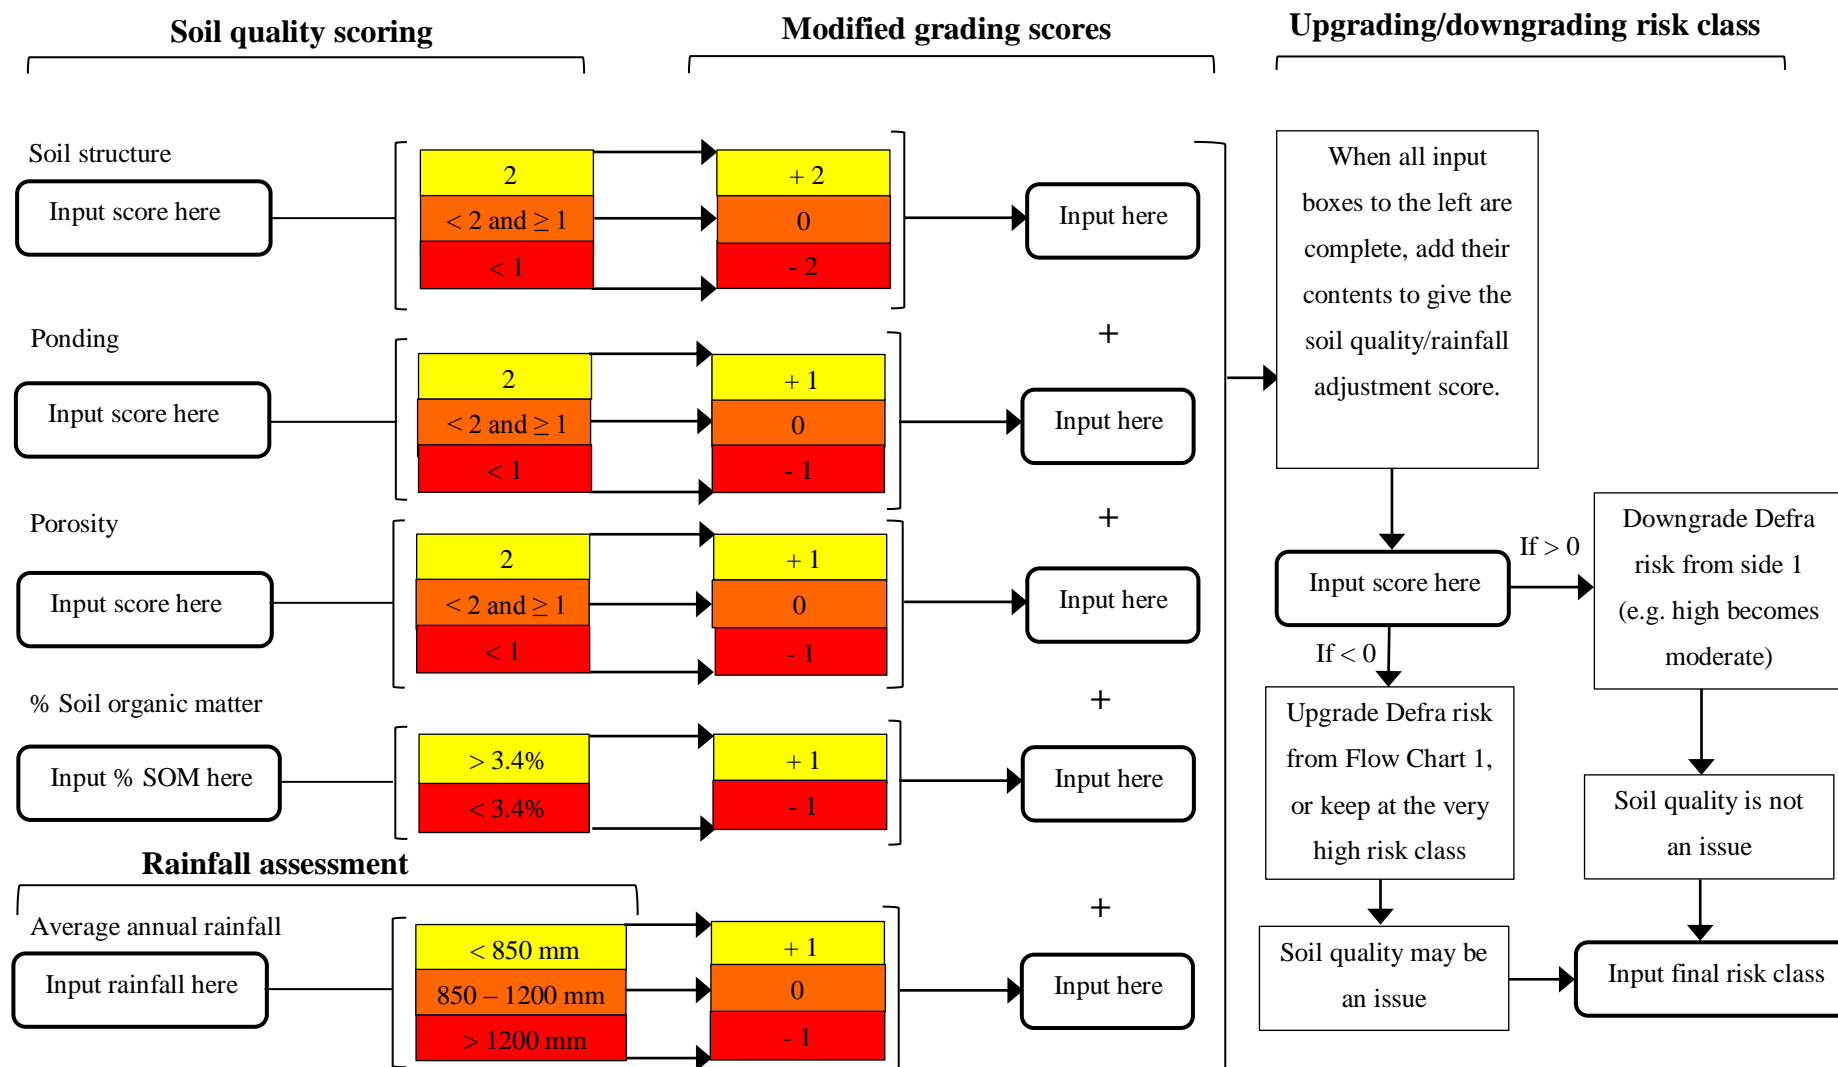 Soil quality scoring
Modified grading scores
Upgrading/downgrading risk class
Soil structure
Input score here
2
< 2 and ≥ 1
< 1
+ 2
0
- 2
Input here
+
Ponding
Input score here
2
< 2 and ≥ 1
< 1
+ 1
0
- 1
Input here
+
Porosity
Input score here
2
< 2 and ≥ 1
< 1
+ 1
0
- 1
Input here
+
% Soil organic matter
Input % SOM here
> 3.4%
< 3.4%
+ 1
- 1
Input here
+
Rainfall assessment
Average annual rainfall
Input rainfall here
< 850 mm
850 – 1200 mm
> 1200 mm
+ 1
0
- 1
Input here
When all input
boxes to the left are
complete, add their
contents to give the
soil quality/rainfall
adjustment score.
Input score here
If > 0
Downgrade Defra
risk from side 1
(e.g. high becomes
moderate)
If < 0
Upgrade Defra risk
from Flow Chart 1,
or keep at the very
high risk class
Soil quality is not
an issue
Soil quality may be
an issue
Input final risk class